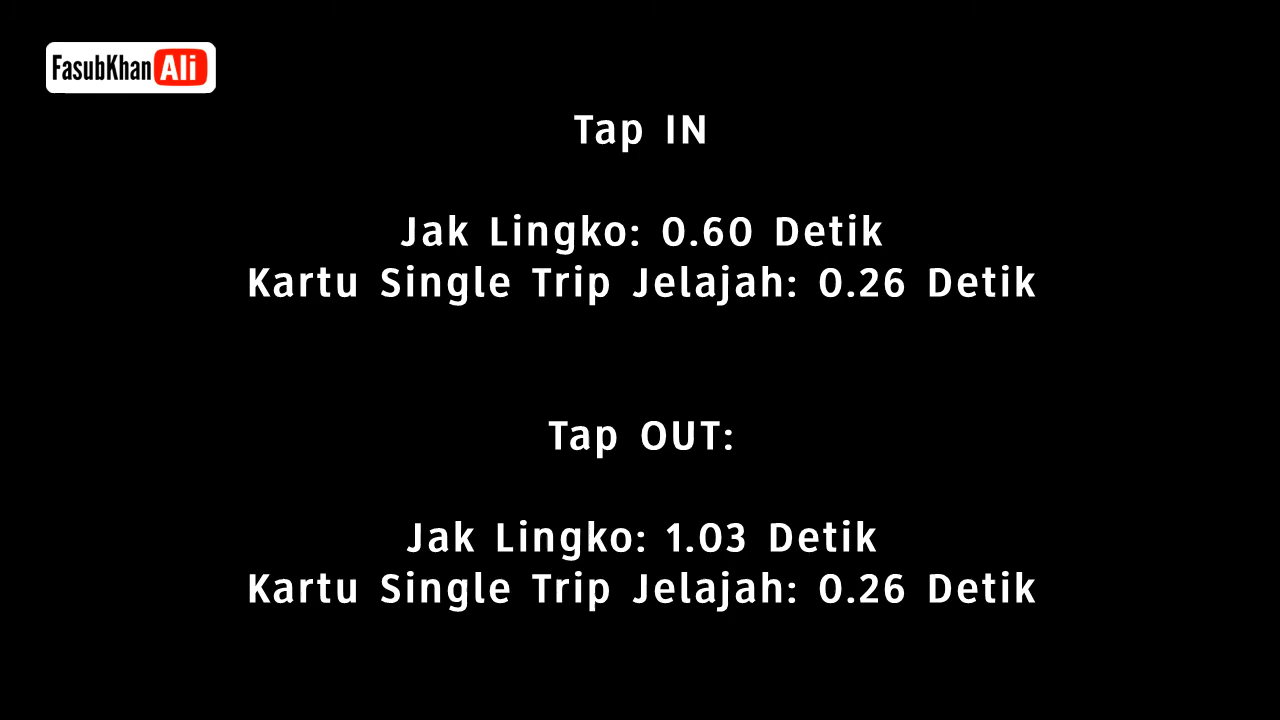 FasubKhan Ali
Tap IN
Jak Lingko: 0.60 Detik
Kartu Single Trip Jelajah: 0.26 Detik
Tap OUT:
Jak Lingko: 1.03 Detik
Kartu Single Trip Jelajah: 0.26 Detik